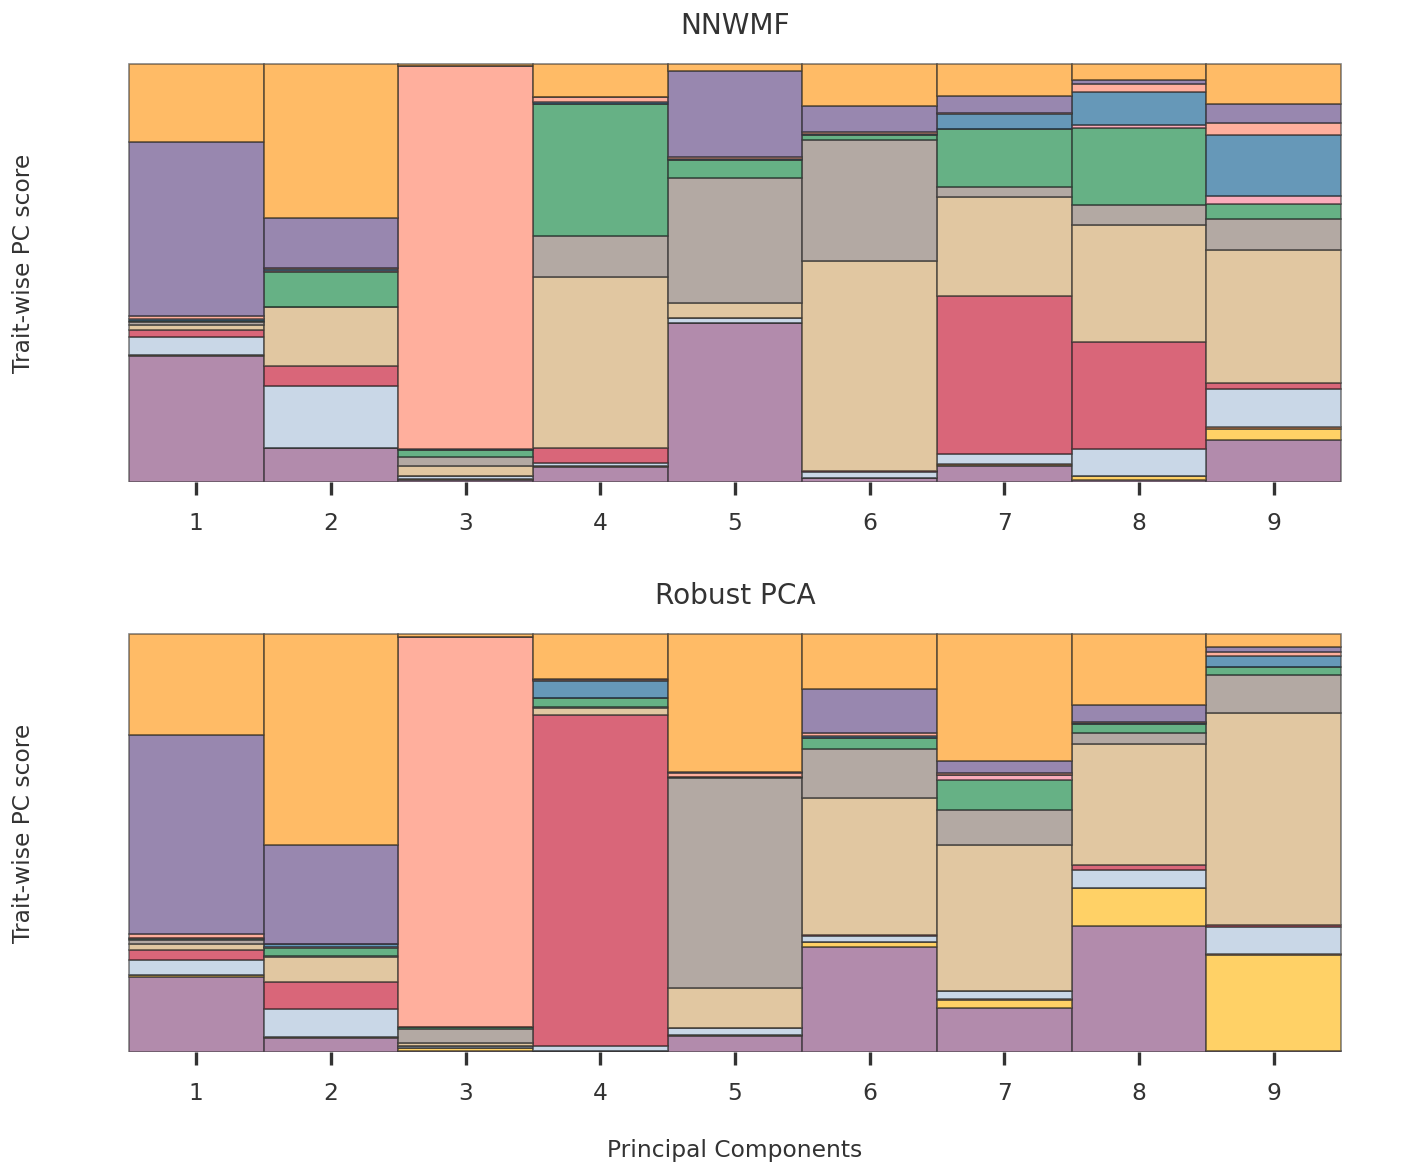 NNWMF
Trait-wise PC score
1 2 3 4 5 6 7 8 9
Robust PCA
Trait-wise PC score
1 2 3 4 5 6 7 8 9
Principal Components